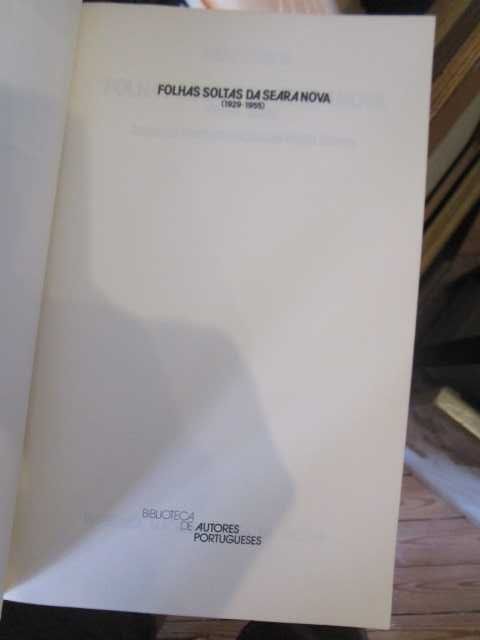 FOLHAS SOLTAS DA SEARA NOVA
(1929-1955)
BIBLIOTECA
DE AUTORES
PORTUGUESES